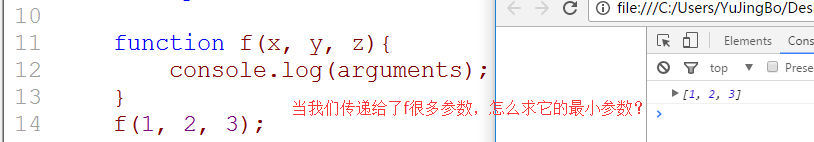 10
11 function f(x, y, z){
12 console.log(arguments);
13 }
14 f(1, 2, 3);
当我们传递给了f很多参数，怎么求它的最小参数?
file:///C:/Users/YuJingBo/Des
Elements Cons
top Prese
[1, 2, 3]